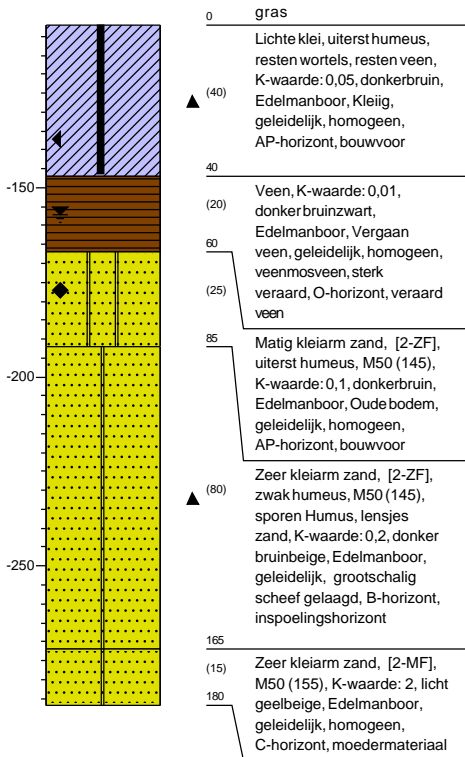 0 gras
Lichte klei, uiterst humeus,
resten wortels, resten veen,
(40) K-waarde: 0,05, donkerbruin,
Edelmanboor, Kleiig,
geleidelijk, homogeen,
AP-horizont, bouwvoor
40
-150
Veen, K-waarde: 0,01,
(20) donker bruinzwart,
Edelmanboor, Vergaan
60 veen, geleidelijk, homogeen,
veenmosveen, sterk
(25) veraard, O-horizont, veraard
veen
85 Matig kleiarm zand, [2-ZF],
uiterst humeus, M50 (145),
-200 K-waarde: 0,1, donkerbruin,
Edelmanboor, Oude bodem,
geleidelijk, homogeen,
AP-horizont, bouwvoor
Zeer kleiarm zand, [2-ZF],
(80) zwak humeus, M50 (145),
sporen Humus, lensjes
zand, K-waarde: 0,2, donker
bruinbeige, Edelmanboor,
-250 geleidelijk, grootschalig
scheef gelaagd, B-horizont,
inspoelingshorizont
165
(15) Zeer kleiarm zand, [2-MF],
M50 (155), K-waarde: 2, licht
180 geelbeige, Edelmanboor,
geleidelijk, homogeen,
C-horizont, moedermateriaal